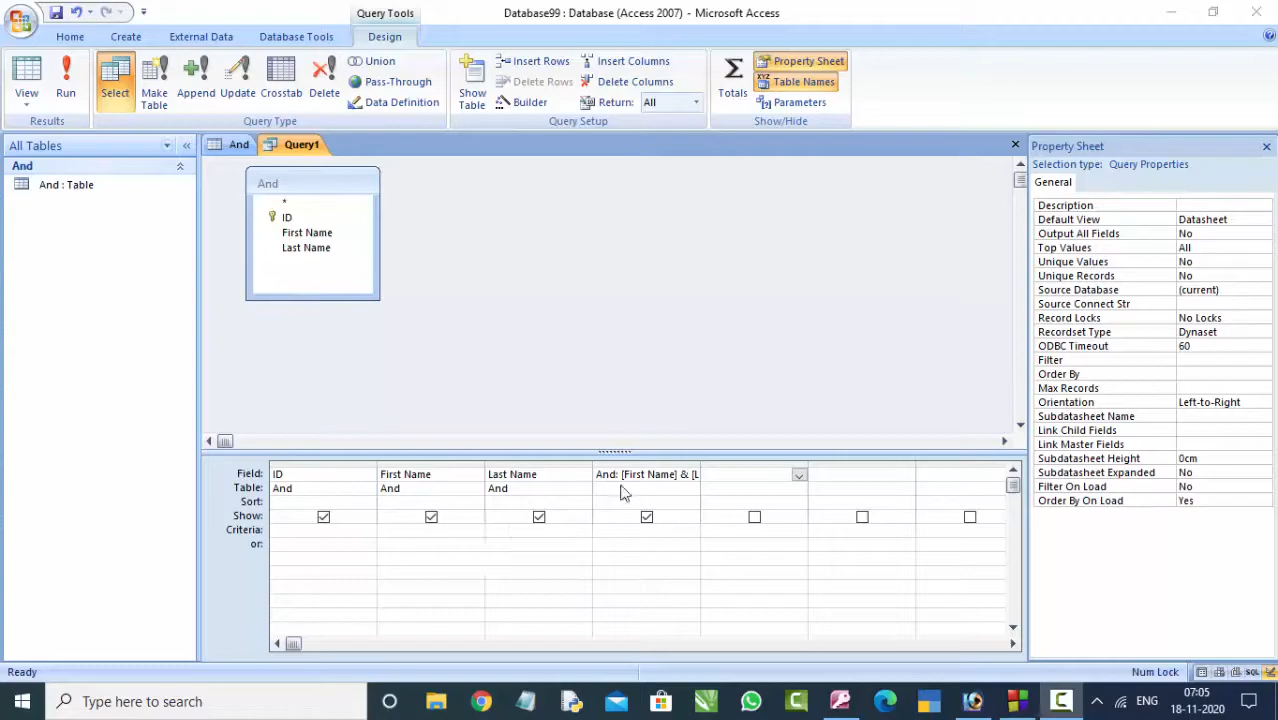 Query Tools
Database99 : Database (Access 2007) - Microsoft Access
Home Create External Data Database Tools Design
View
Run
Select
Make Table
Append
Update
Crosstab
Delete
Union
Pass-Through
Data Definition
Show Table
Insert Rows
Delete Rows
Builder
Insert Columns
Delete Columns
Return: All
Totals
Property Sheet
Table Names
Parameters
Results
Query Type
Query Setup
Show/Hide
All Tables
And
And : Table
And
Query1
And
*
ID
First Name
Last Name
Property Sheet
Selection type: Query Properties
General
Description
Default View Datasheet
Output All Fields No
Top Values All
Unique Values No
Unique Records No
Source Database (current)
Source Connect Str
Record Locks No Locks
Recordset Type Dynaset
ODBC Timeout 60
Filter
Order By
Max Records
Orientation Left-to-Right
Subdatasheet Name
Link Child Fields
Link Master Fields
Subdatasheet Height 0cm
Subdatasheet Expanded No
Filter On Load No
Order By On Load Yes
Field: ID First Name Last Name And: [First Name] & [L
Table: And And And
Sort:
Show:
Criteria:
or:
Ready
Num Lock
SQL
Type here to search
ENG
07:05
18-11-2020